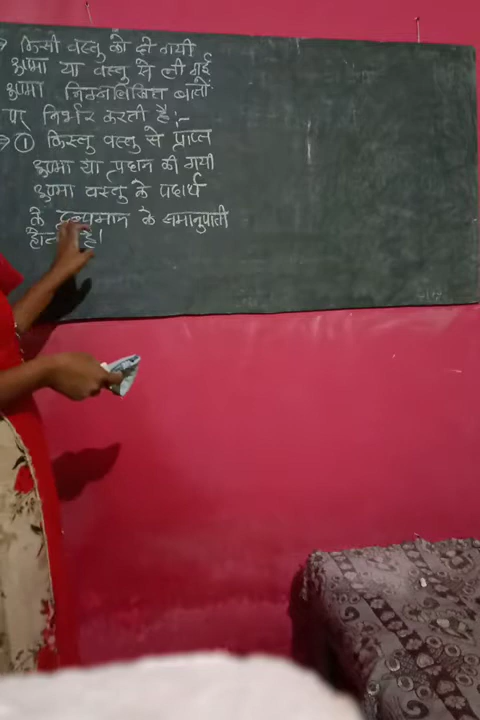 → किसी वस्तु को दी गयी
ऊष्मा या वस्तु से ली गई
ऊष्मा निम्नलिखित बातों
पर निर्भर करती है:-
→ ① किस्तु वस्तु से प्राप्त
ऊष्मा या प्रदान की गयी
ऊष्मा वस्तु के पदार्थ
के द्रव्यमान के समानुपाती
है।